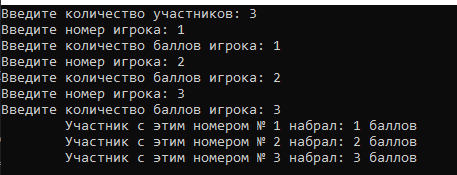 Введите количество участников: 3
Введите номер игрока: 1
Введите количество баллов игрока: 1
Введите номер игрока: 2
Введите количество баллов игрока: 2
Введите номер игрока: 3
Введите количество баллов игрока: 3
Участник с этим номером № 1 набрал: 1 баллов
Участник с этим номером № 2 набрал: 2 баллов
Участник с этим номером № 3 набрал: 3 баллов